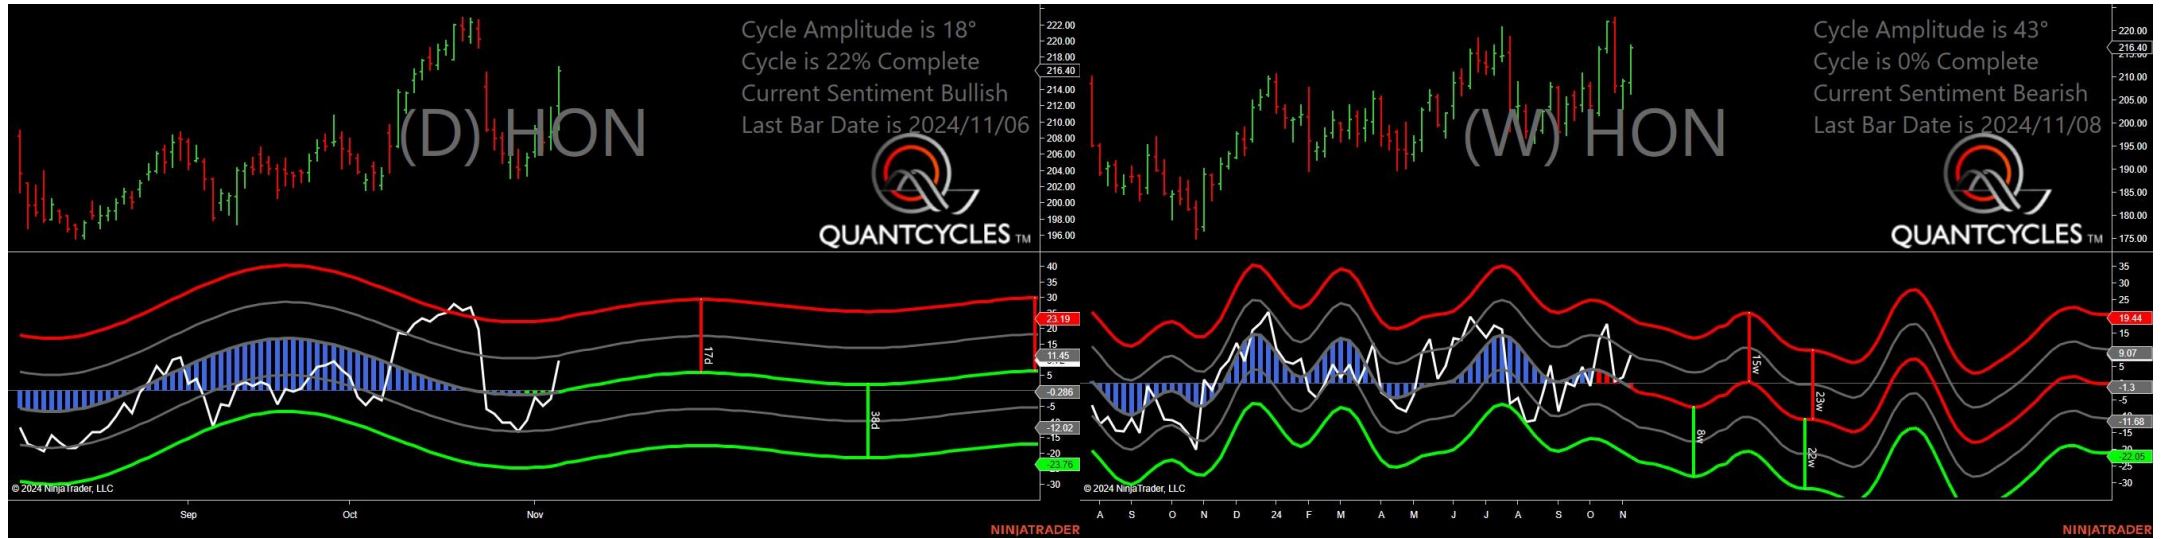 Cycle Amplitude is 18°
Cycle is 22% Complete
Current Sentiment Bullish
Last Bar Date is 2024/11/06
(D) HON
QUANTCYCLES TM
222.00
220.00
218.00
216.40
214.00
212.00
210.00
208.00
206.00
204.00
202.00
200.00
198.00
196.00
40
35
30
23.19
20
15
11.45
5
-0.286
-5
-12.02
-15
-20
-23.76
-30
17d
38d
© 2024 NinjaTrader, LLC
Sep Oct Nov
NINJATRADER
Cycle Amplitude is 43°
Cycle is 0% Complete
Current Sentiment Bearish
Last Bar Date is 2024/11/08
(W) HON
QUANTCYCLES TM
220.00
216.40
210.00
205.00
200.00
195.00
190.00
185.00
180.00
175.00
35
30
25
19.44
15
9.07
5
-1.3
-5
-11.68
-15
-22.05
-25
-30
15w
23w
8w
22w
© 2024 NinjaTrader, LLC
A S O N D 24 F M A M J J A S O N
NINJATRADER